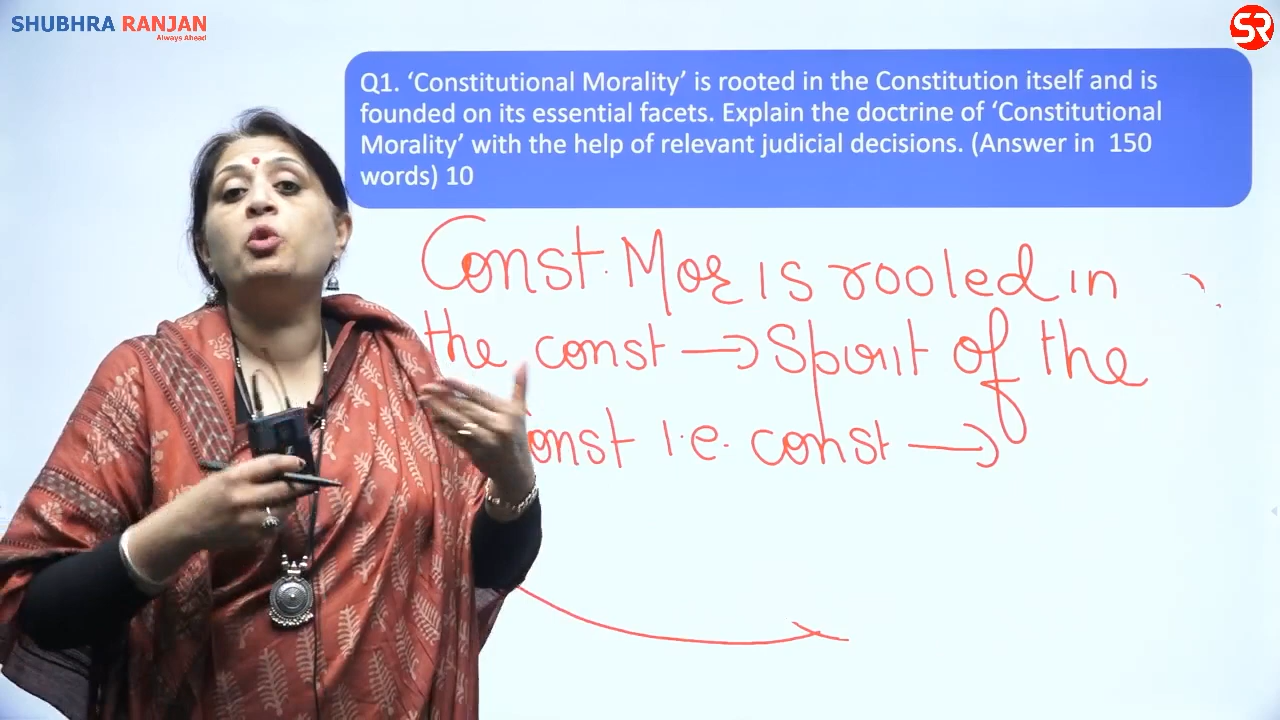 SHUBHRA RANJAN
Always Ahead
SR
Q1. ‘Constitutional Morality’ is rooted in the Constitution itself and is
founded on its essential facets. Explain the doctrine of ‘Constitutional
Morality’ with the help of relevant judicial decisions. (Answer in 150
words) 10
Const. Mor is rooled in
the const → Spirit of the
onst i.e. const →